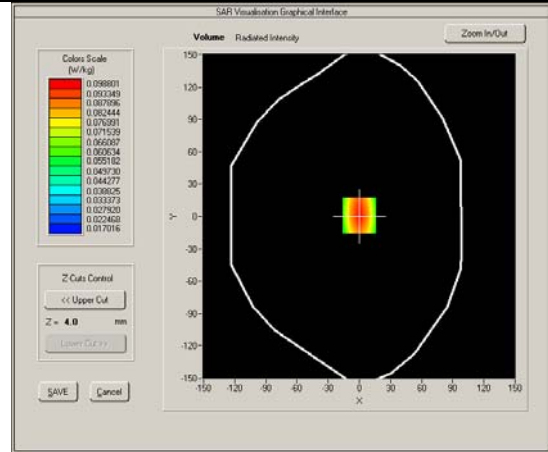 SAR Visualisation Graphical Interface
Volume Radiated Intensity
Zoom In/Out
Colors Scale
(W/kg)
0.098801
0.093349
0.087896
0.082444
0.076991
0.071539
0.066087
0.060634
0.055182
0.049730
0.044277
0.038825
0.033373
0.027920
0.022468
0.017016
Z Cuts Control
<< Upper Cut
Z = 4.0 mm
Lower Cut >>
SAVE Cancel
150
120
90
60
30
0
-30
-60
-90
-120
-150
Y
-150 -120 -90 -60 -30 0 30 60 90 120 150
X